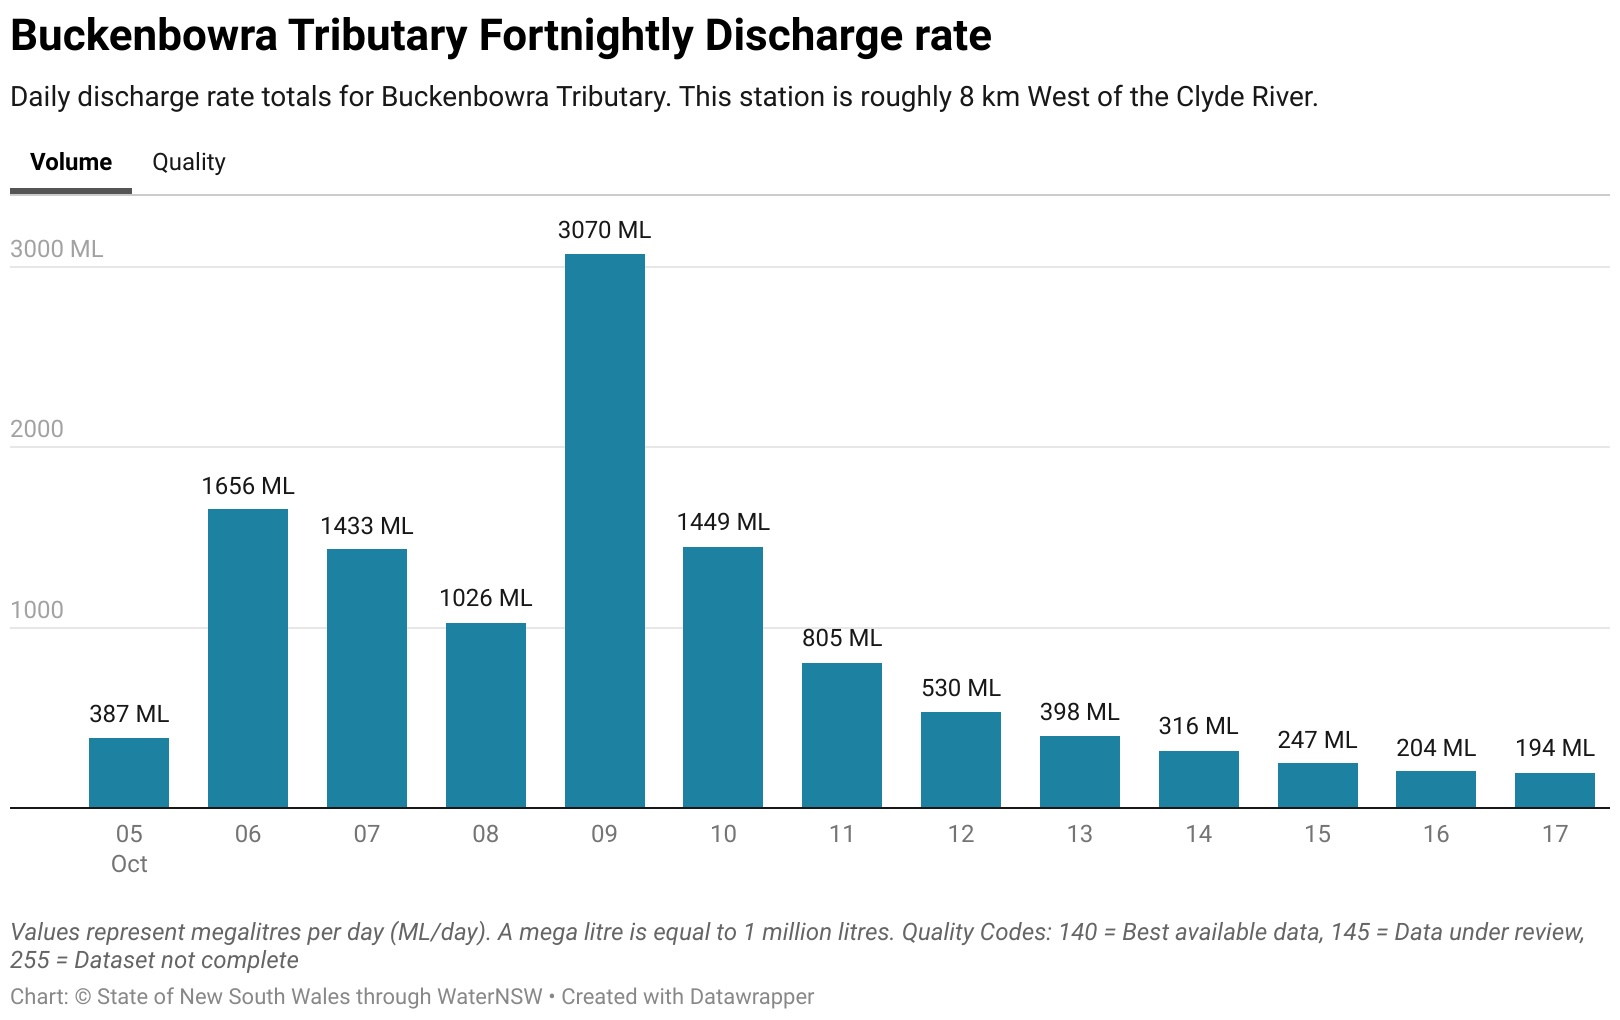 Buckenbowra Tributary Fortnightly Discharge rate
Daily discharge rate totals for Buckenbowra Tributary. This station is roughly 8 km West of the Clyde River.
Volume Quality
3000 ML
2000
1000
387 ML
1656 ML
1433 ML
1026 ML
3070 ML
1449 ML
805 ML
530 ML
398 ML
316 ML
247 ML
204 ML
194 ML
05 06 07 08 09 10 11 12 13 14 15 16 17
Oct
Values represent megalitres per day (ML/day). A mega litre is equal to 1 million litres. Quality Codes: 140 = Best available data, 145 = Data under review,
255 = Dataset not complete
Chart: © State of New South Wales through WaterNSW • Created with Datawrapper